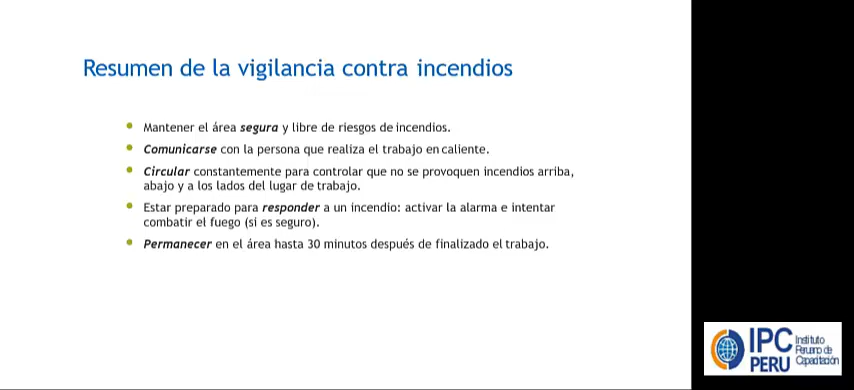 Resumen de la vigilancia contra incendios
Mantener el área segura y libre de riesgos de incendios.
Comunicarse con la persona que realiza el trabajo en caliente.
Circular constantemente para controlar que no se provoquen incendios arriba,
abajo y a los lados del lugar de trabajo.
Estar preparado para responder a un incendio: activar la alarma e intentar
combatir el fuego (si es seguro).
Permanecer en el área hasta 30 minutos después de finalizado el trabajo.
IPC
PERU
Instituto
Peruano de
Capacitación